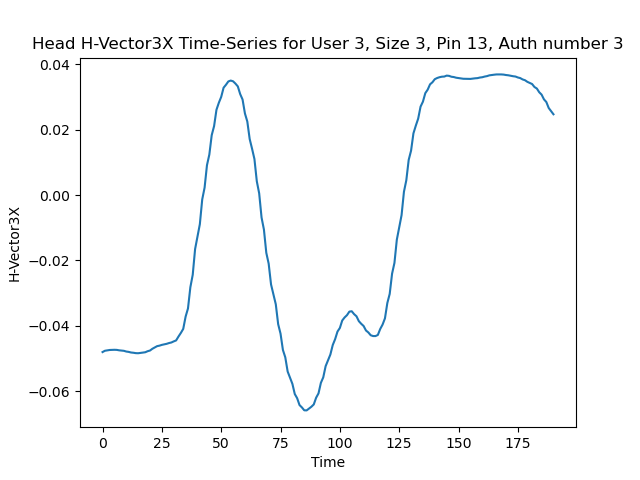 Head H-Vector3X Time-Series for User 3, Size 3, Pin 13, Auth number 3
0.04
0.02
0.00
−0.02
−0.04
−0.06
H-Vector3X
0 25 50 75 100 125 150 175
Time